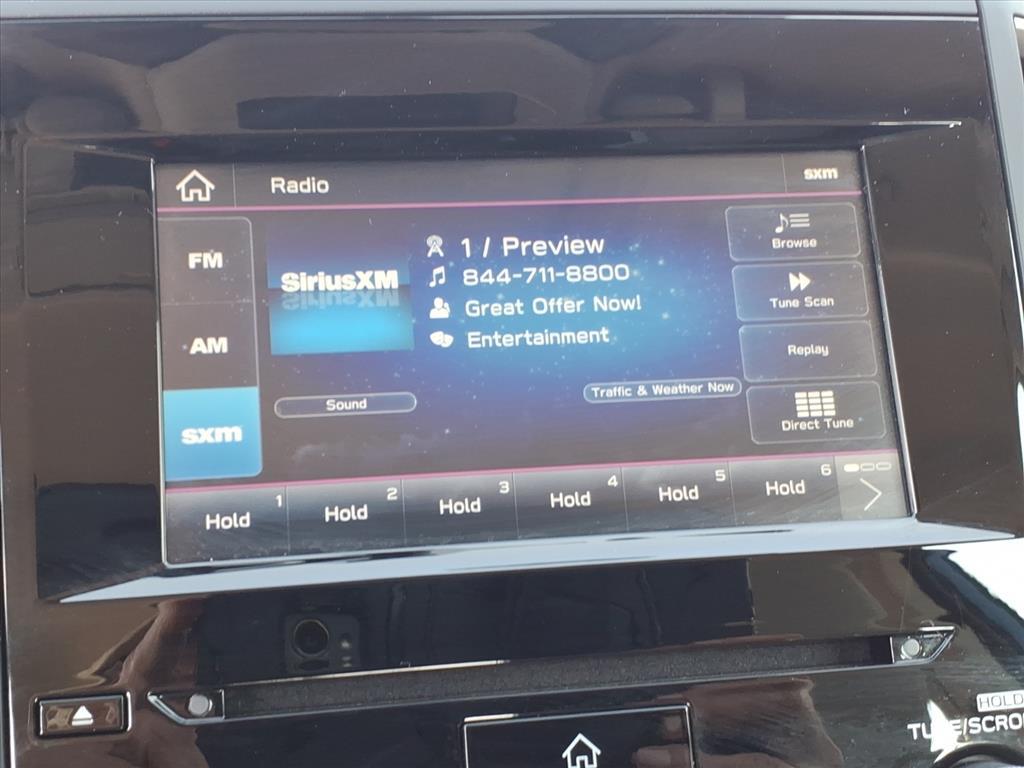 Radio
sxm
FM
AM
sxm
SiriusXM
1 / Preview
844-711-8800
Great Offer Now!
Entertainment
Sound
Traffic & Weather Now
Browse
Tune Scan
Replay
Direct Tune
1 Hold
2 Hold
3 Hold
4 Hold
5 Hold
6 Hold
HOLD